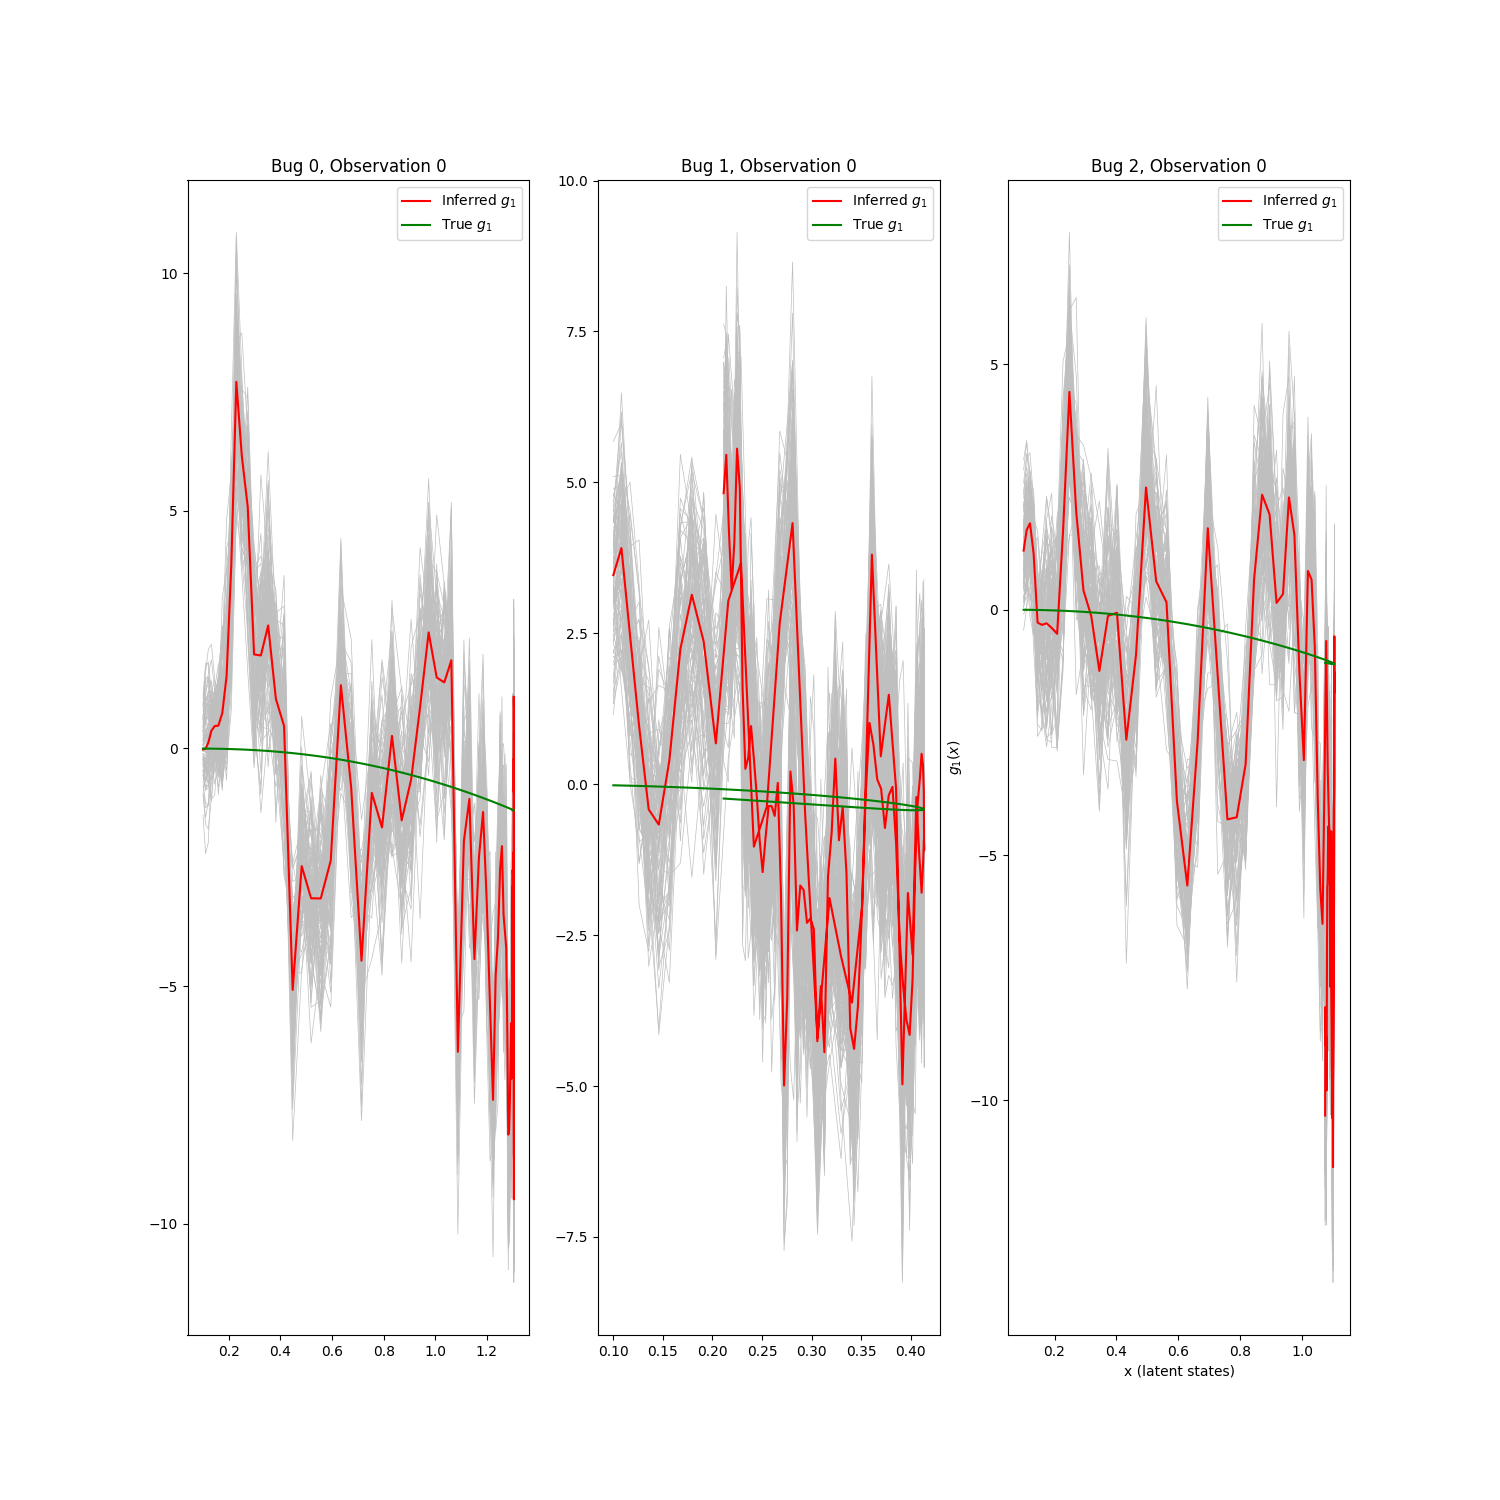 Bug 0, Observation 0
Inferred g₁
True g₁
10
5
0
−5
−10
0.2 0.4 0.6 0.8 1.0 1.2
Bug 1, Observation 0
Inferred g₁
True g₁
10.0
7.5
5.0
2.5
0.0
−2.5
−5.0
−7.5
0.10 0.15 0.20 0.25 0.30 0.35 0.40
Bug 2, Observation 0
Inferred g₁
True g₁
g₁(x)
5
0
−5
−10
0.2 0.4 0.6 0.8 1.0
x (latent states)